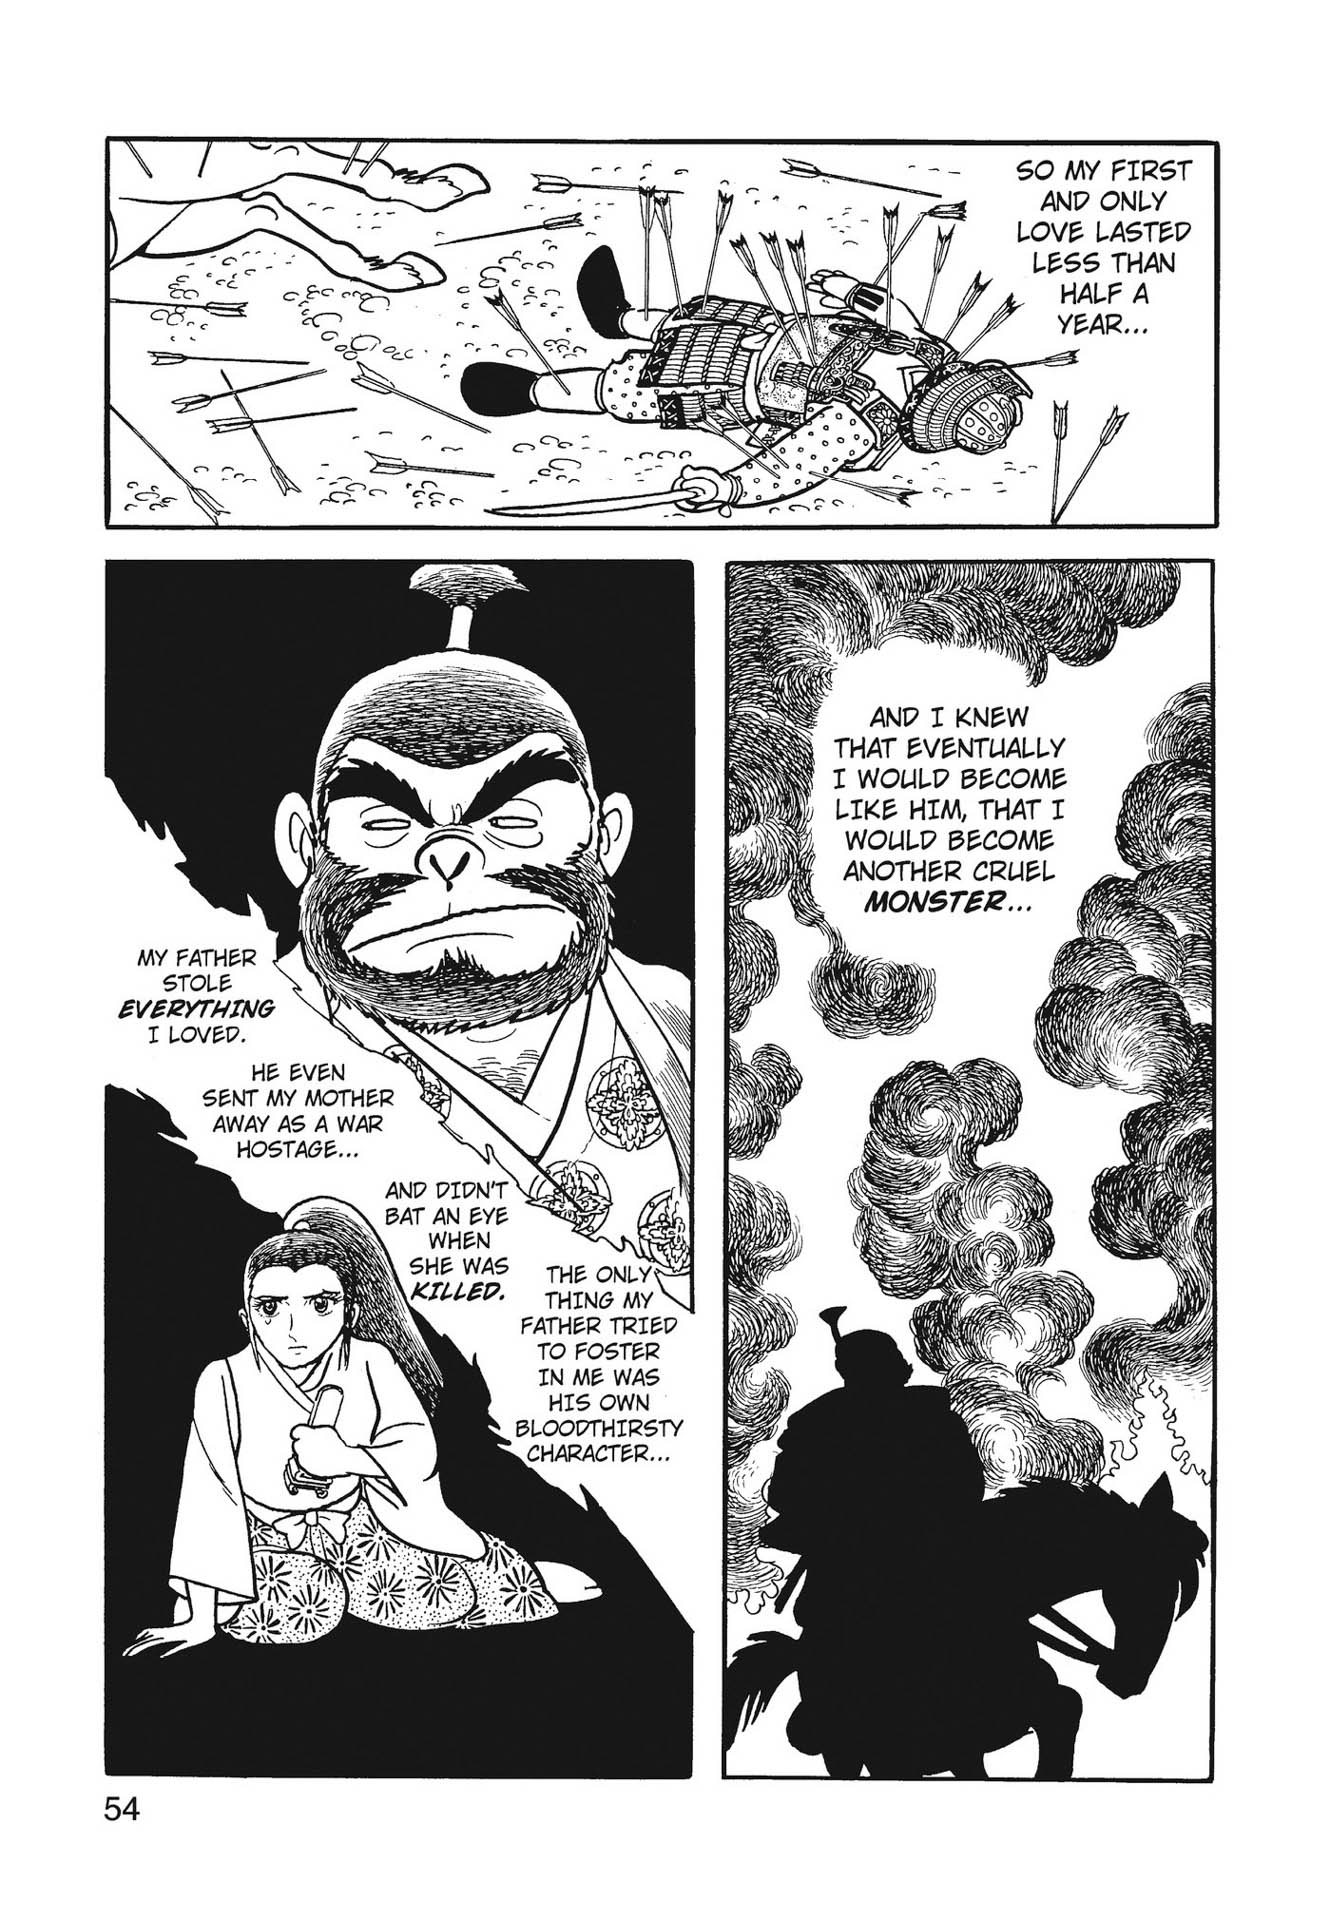 SO MY FIRST
AND ONLY
LOVE LASTED
LESS THAN
HALF A
YEAR...
MY FATHER
STOLE
EVERYTHING
I LOVED.
HE EVEN
SENT MY MOTHER
AWAY AS A WAR
HOSTAGE...
AND DIDN'T
BAT AN EYE
WHEN
SHE WAS
KILLED.
THE ONLY
THING MY
FATHER TRIED
TO FOSTER
IN ME WAS
HIS OWN
BLOODTHIRSTY
CHARACTER...
AND I KNEW
THAT EVENTUALLY
I WOULD BECOME
LIKE HIM, THAT I
WOULD BECOME
ANOTHER CRUEL
MONSTER...
54